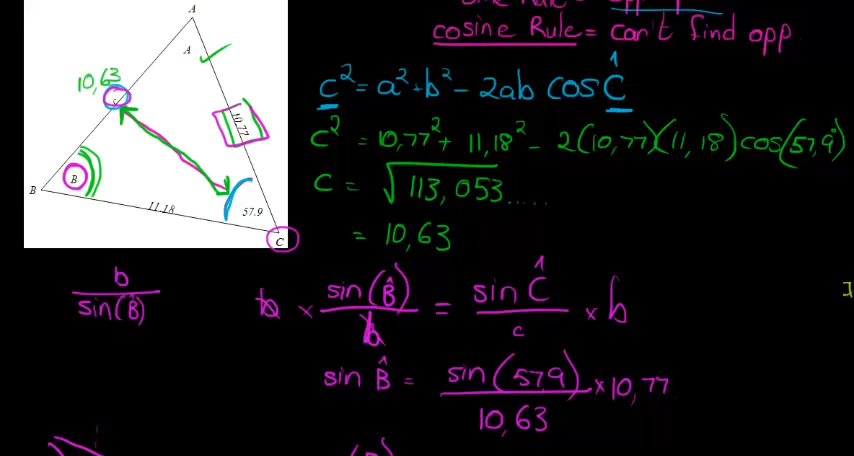 cosine Rule = can't find opp.
A
A
10,63
c
10.77
B
B
11.18
57.9
C
c² = a² + b² - 2ab cos Ĉ
c² = 10,77² + 11,18² - 2(10,77)(11,18) cos(57,9°)
c = √113,053.....
= 10,63
b / sin(B̂)
b × sin(B̂) / b = sin Ĉ / c × b
sin B̂ = sin(57,9) / 10,63 × 10,77